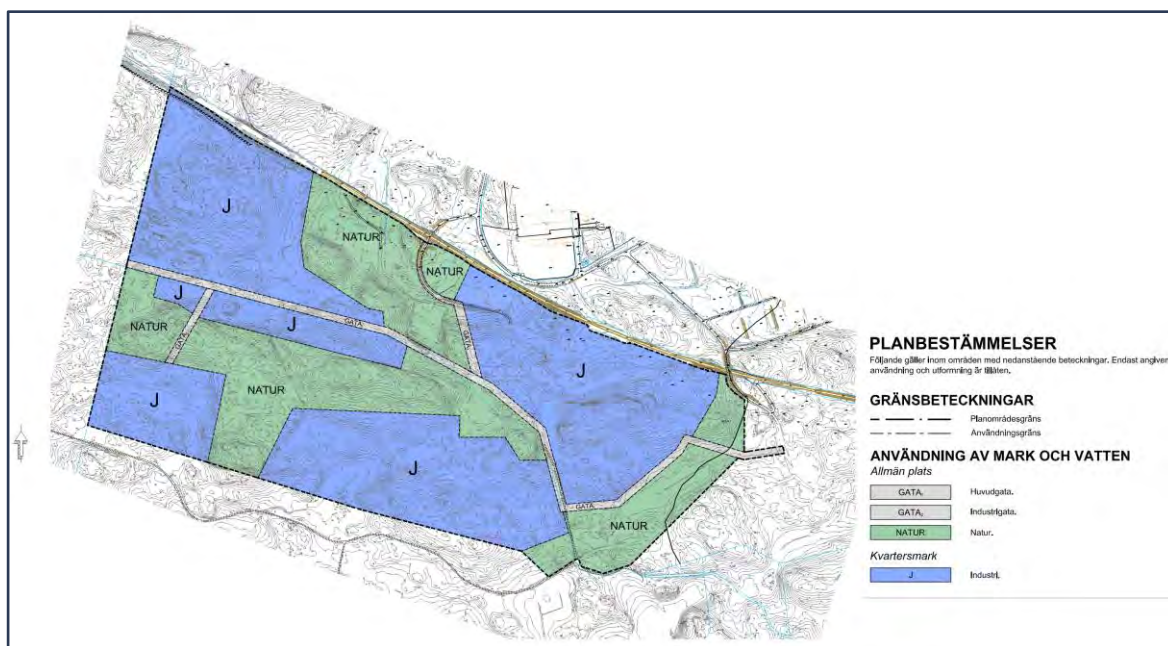 J
NATUR
NATUR
J
GATA
NATUR
J
GATA
GATA
J
GATA
NATUR
J
J
GATA
NATUR
PLANBESTÄMMELSER
Följande gäller inom områden med nedanstående beteckningar. Endast angiven
användning och utformning är tillåten.
GRÄNSBETECKNINGAR
Planområdesgräns
Användningsgräns
ANVÄNDNING AV MARK OCH VATTEN
Allmän plats
GATA Huvudgata.
GATA Industrigata.
NATUR Natur.
Kvartersmark
J Industri.